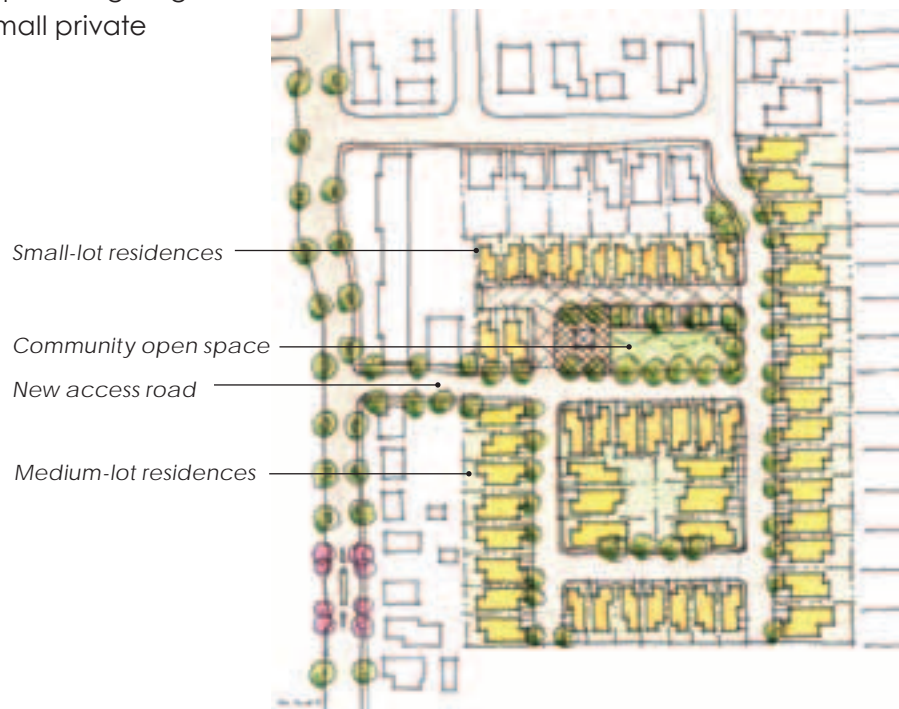 mall private
Small-lot residences
Community open space
New access road
Medium-lot residences